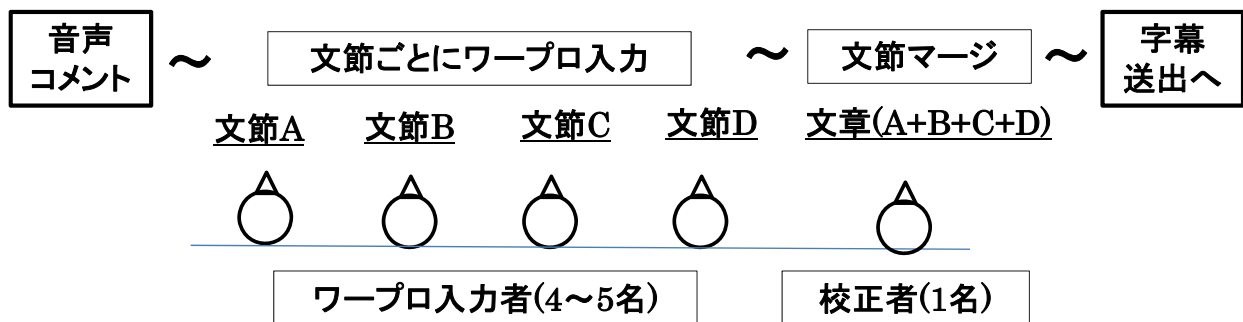 音声
コメント
～
文節ごとにワープロ入力
～
文節マージ
～
字幕
送出へ
文節A
文節B
文節C
文節D
文章(A+B+C+D)
ワープロ入力者(4～5名)
校正者(1名)